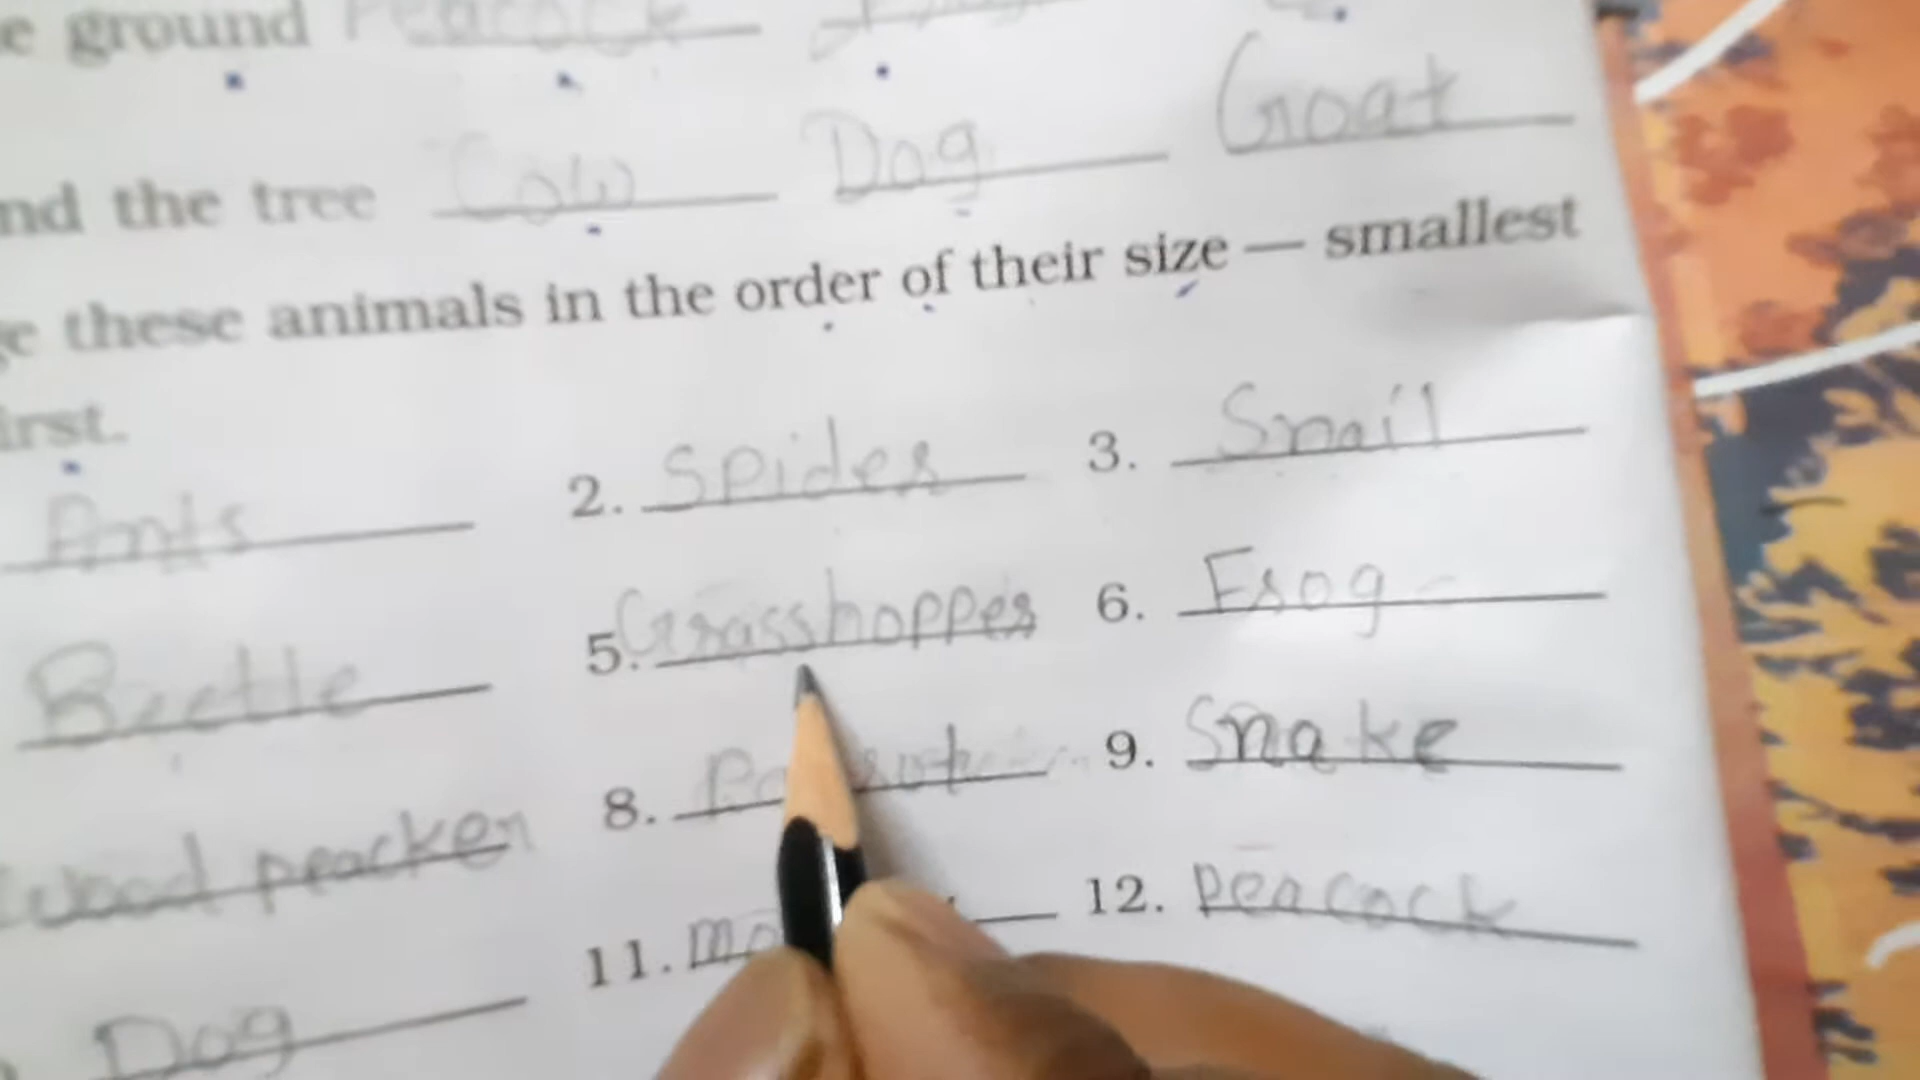 e ground Peacock
nd the tree Cow Dog Goat
e these animals in the order of their size — smallest
irst.
Ants 2. Spider 3. Snail
Beetle 5. Grasshopper 6. Frog
Wood peacker 8. 9. Snake
Dog 11. 12. Peacock